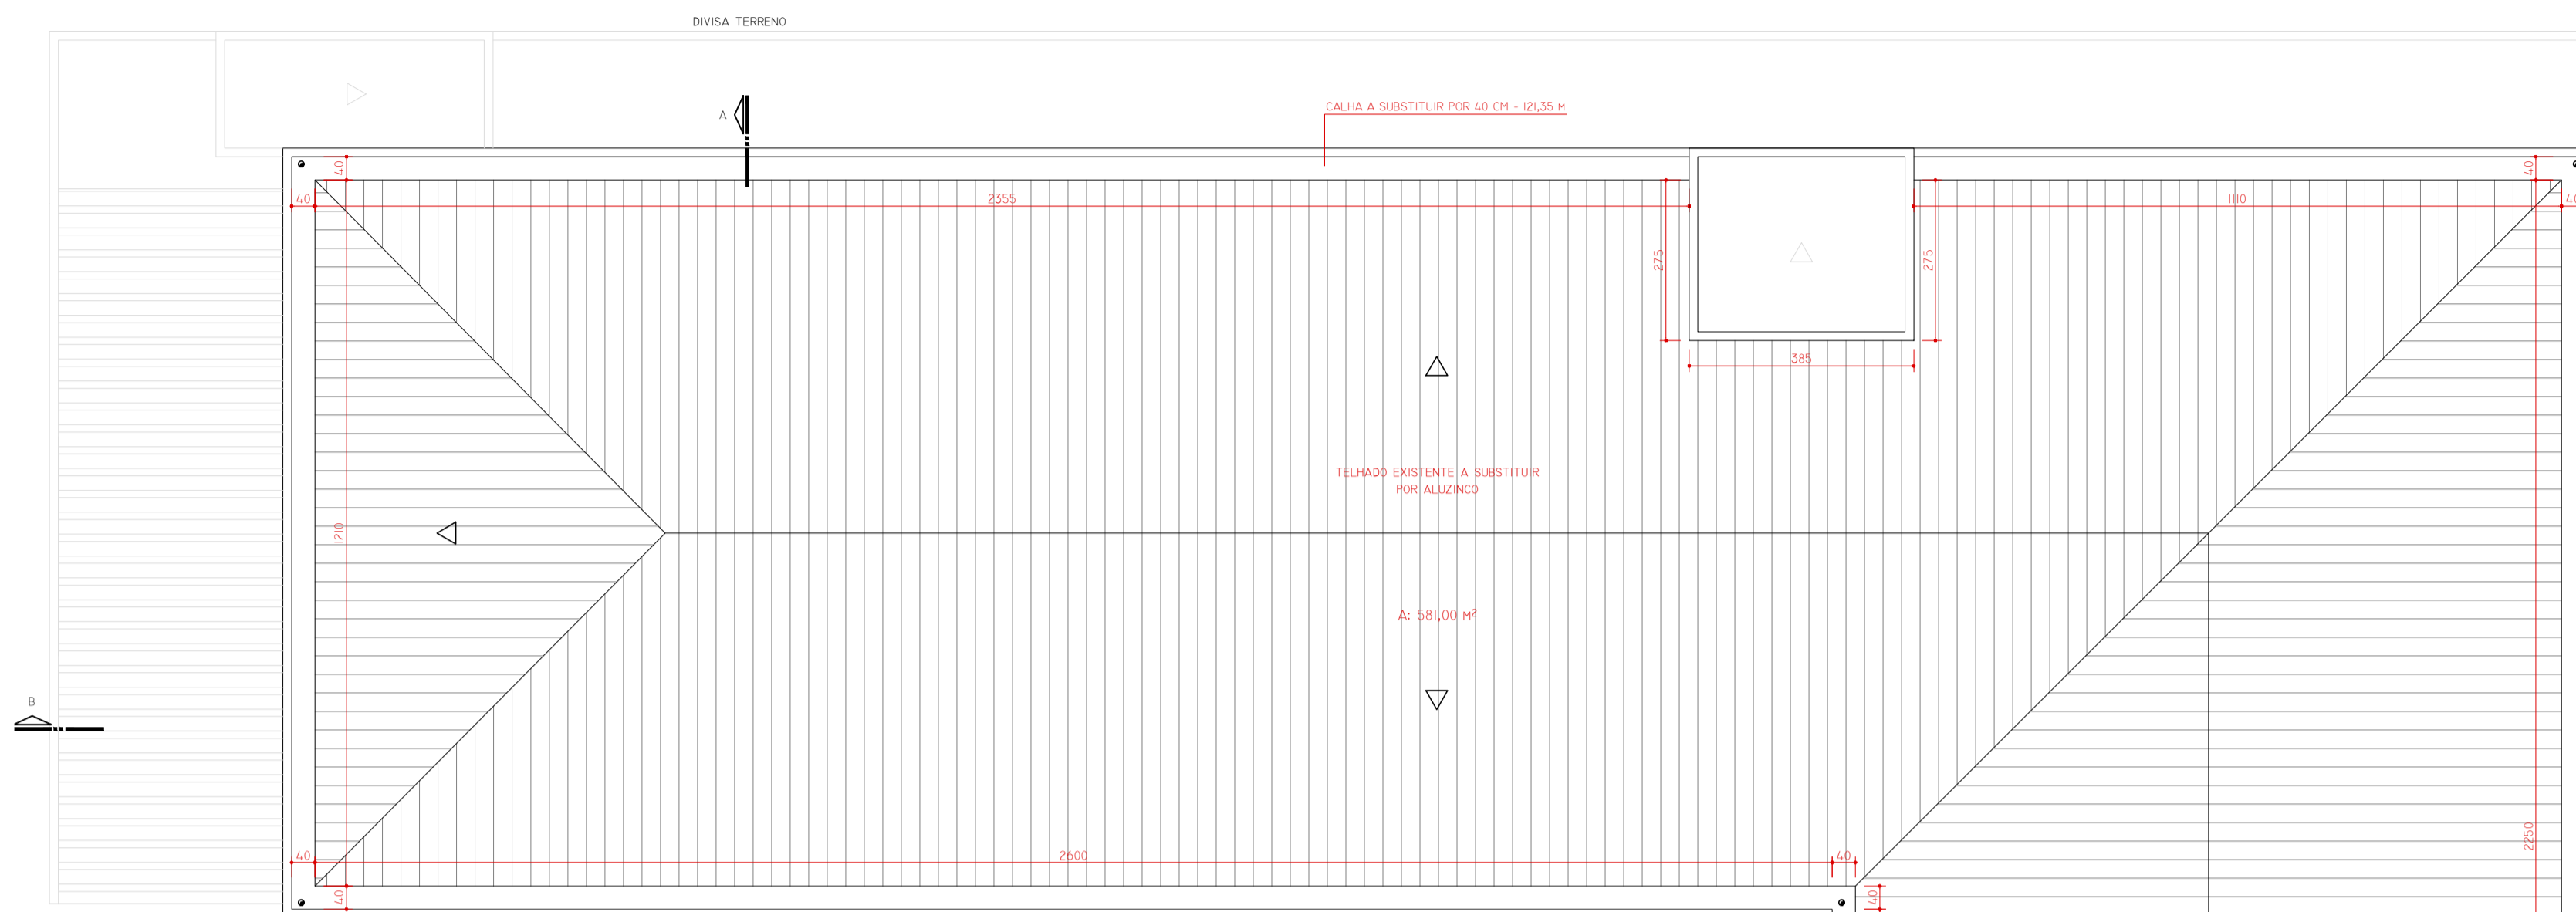 DIVISA TERRENO
A
CALHA A SUBSTITUIR POR 40 CM - 121,35 M
40
40
40
2355
1110
40
275
275
385
TELHADO EXISTENTE A SUBSTITUIR
POR ALUZINCO
1210
A: 581,00 M²
B
2250
40
2600
40
40
40